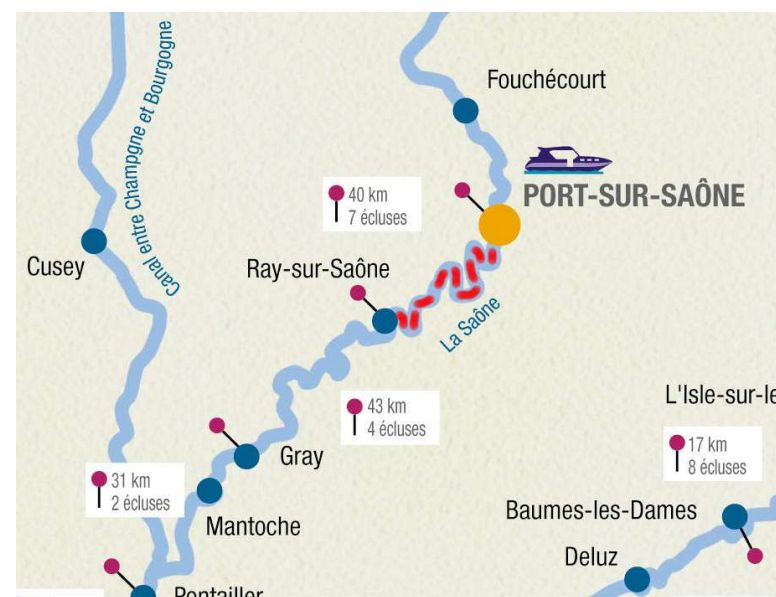 Fouchécourt
Canal entre Champgne et Bourgogne
40 km
7 écluses
PORT-SUR-SAÔNE
Cusey
Ray-sur-Saône
La Saône
43 km
4 écluses
L'Isle-sur-le
Gray
17 km
8 écluses
31 km
2 écluses
Mantoche
Baumes-les-Dames
Deluz
Pontailler